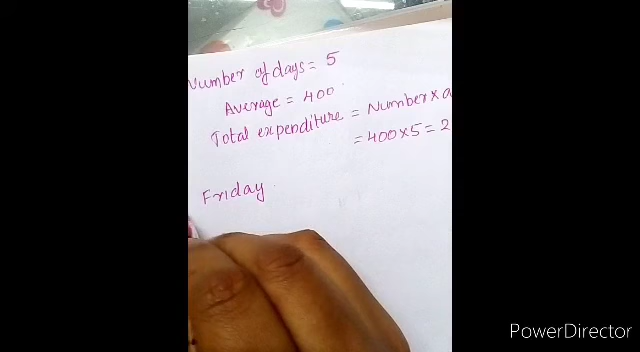 Number of days = 5
Average = 400
Total expenditure = Number × a
= 400×5 = 2
Friday
PowerDirector